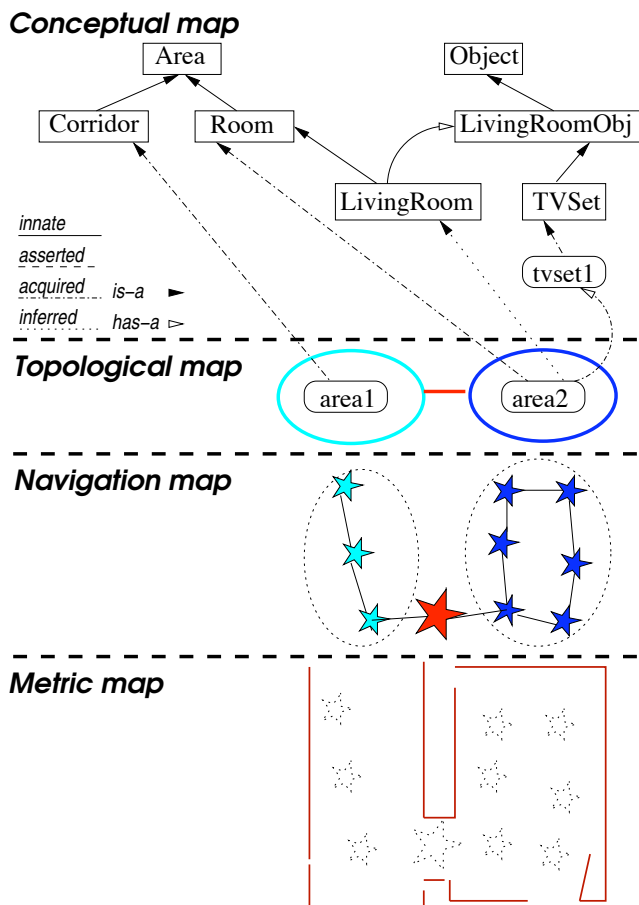 Conceptual map
Area
Object
Corridor
Room
LivingRoomObj
LivingRoom
TVSet
innate
asserted
tvset1
acquired is-a
inferred has-a
Topological map
area1
area2
Navigation map
Metric map